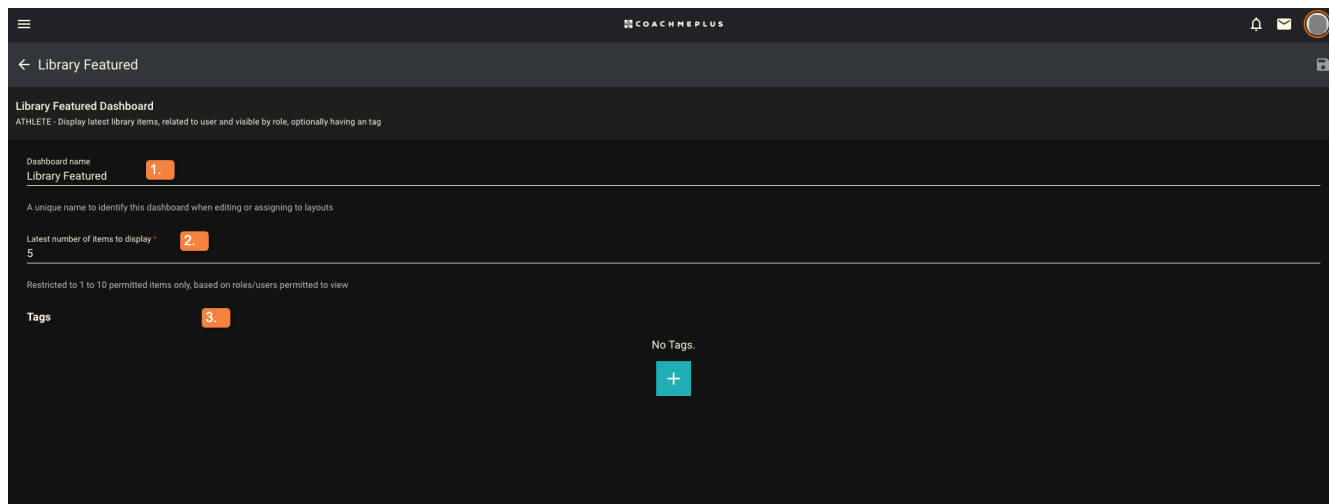 COACHMEPLUS
Library Featured
Library Featured Dashboard
ATHLETE - Display latest library items, related to user and visible by role, optionally having an tag
Dashboard name
1.
Library Featured
A unique name to identify this dashboard when editing or assigning to layouts
Latest number of items to display *
2.
5
Restricted to 1 to 10 permitted items only, based on roles/users permitted to view
Tags
3.
No Tags.
+